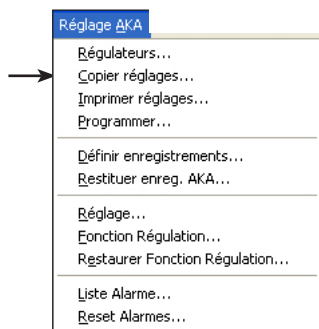 Réglage AKA
Régulateurs...
Copier réglages...
Imprimer réglages...
Programmer...
Définir enregistrements...
Restituer enreg. AKA...
Réglage...
Fonction Régulation...
Restaurer Fonction Régulation...
Liste Alarme...
Reset Alarmes...